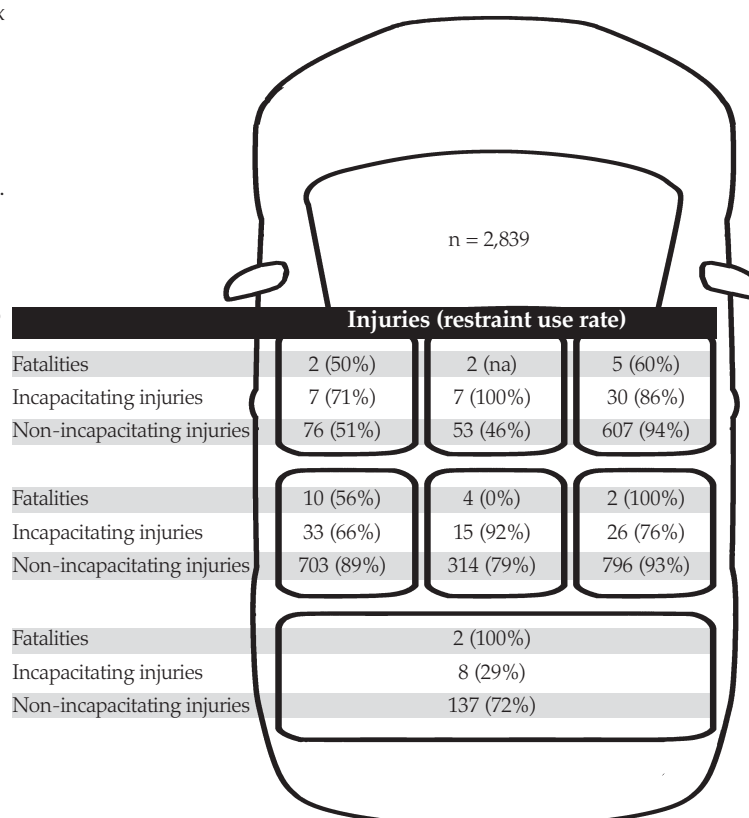 x
.
n = 2,839
Injuries (restraint use rate)
Fatalities 2 (50%) 2 (na) 5 (60%)
Incapacitating injuries 7 (71%) 7 (100%) 30 (86%)
Non-incapacitating injuries 76 (51%) 53 (46%) 607 (94%)
Fatalities 10 (56%) 4 (0%) 2 (100%)
Incapacitating injuries 33 (66%) 15 (92%) 26 (76%)
Non-incapacitating injuries 703 (89%) 314 (79%) 796 (93%)
Fatalities 2 (100%)
Incapacitating injuries 8 (29%)
Non-incapacitating injuries 137 (72%)